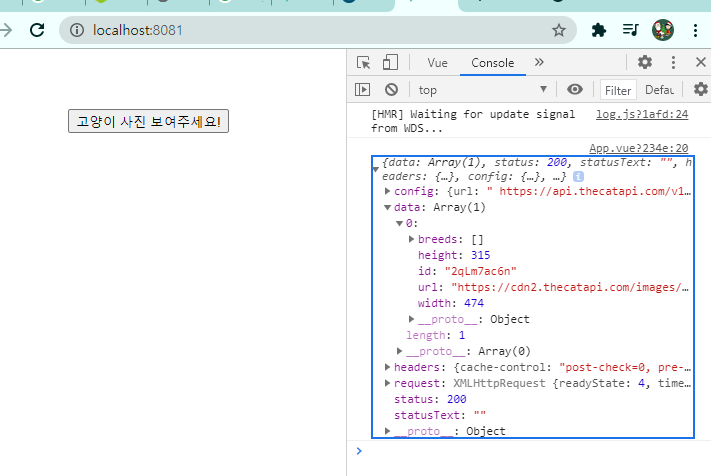 localhost:8081
Vue Console »
top Filter Defau
고양이 사진 보여주세요!
[HMR] Waiting for update signal log.js?1afd:24
from WDS...
App.vue?234e:20
{data: Array(1), status: 200, statusText: "", h
eaders: {…}, config: {…}, …} i
config: {url: " https://api.thecatapi.com/v1…
data: Array(1)
0:
breeds: []
height: 315
id: "2qLm7ac6n"
url: "https://cdn2.thecatapi.com/images/…
width: 474
__proto__: Object
length: 1
__proto__: Array(0)
headers: {cache-control: "post-check=0, pre-…
request: XMLHttpRequest {readyState: 4, time…
status: 200
statusText: ""
__proto__: Object